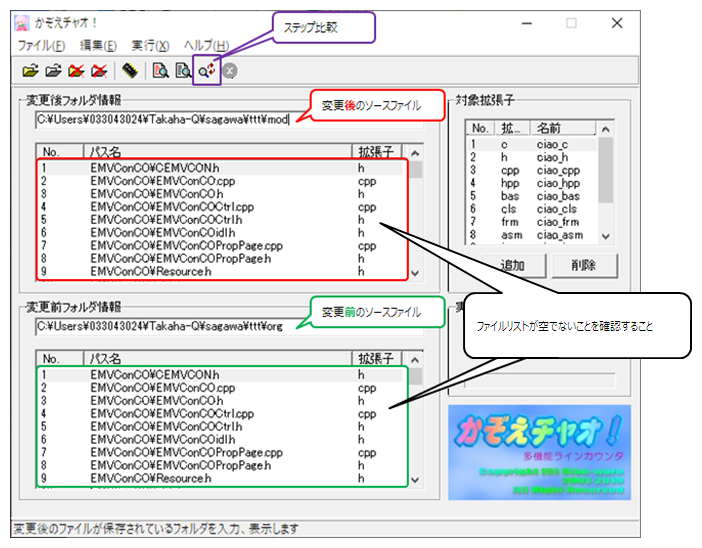 かぞえチャオ！
ステップ比較
ファイル(F) 編集(E) 実行(X) ヘルプ(H)
変更後フォルダ情報
変更後のソースファイル
C:¥Users¥033043024¥Takaha-Q¥sagawa¥ttt¥mod
No. パス名 拡張子
1 EMVConCO¥CEMVCON.h h
2 EMVConCO¥EMVConCO.cpp cpp
3 EMVConCO¥EMVConCO.h h
4 EMVConCO¥EMVConCOCtrl.cpp cpp
5 EMVConCO¥EMVConCOCtrl.h h
6 EMVConCO¥EMVConCOidl.h h
7 EMVConCO¥EMVConCOPropPage.cpp cpp
8 EMVConCO¥EMVConCOPropPage.h h
9 EMVConCO¥Resource.h h
対象拡張子
No. 拡... 名前
1 c ciao_c
2 h ciao_h
3 cpp ciao_cpp
4 hpp ciao_hpp
5 bas ciao_bas
6 cls ciao_cls
7 frm ciao_frm
8 asm ciao_asm
追加 削除
変更前フォルダ情報
変更前のソースファイル
C:¥Users¥033043024¥Takaha-Q¥sagawa¥ttt¥org
No. パス名 拡張子
1 EMVConCO¥CEMVCON.h h
2 EMVConCO¥EMVConCO.cpp cpp
3 EMVConCO¥EMVConCO.h h
4 EMVConCO¥EMVConCOCtrl.cpp cpp
5 EMVConCO¥EMVConCOCtrl.h h
6 EMVConCO¥EMVConCOidl.h h
7 EMVConCO¥EMVConCOPropPage.cpp cpp
8 EMVConCO¥EMVConCOPropPage.h h
9 EMVConCO¥Resource.h h
実
ファイルリストが空でないことを確認すること
かぞえチャオ！
多機能ラインカウンタ
Copyright (C) Ciao-ware
All Right Reserved
変更後のファイルが保存されているフォルダを入力、表示します